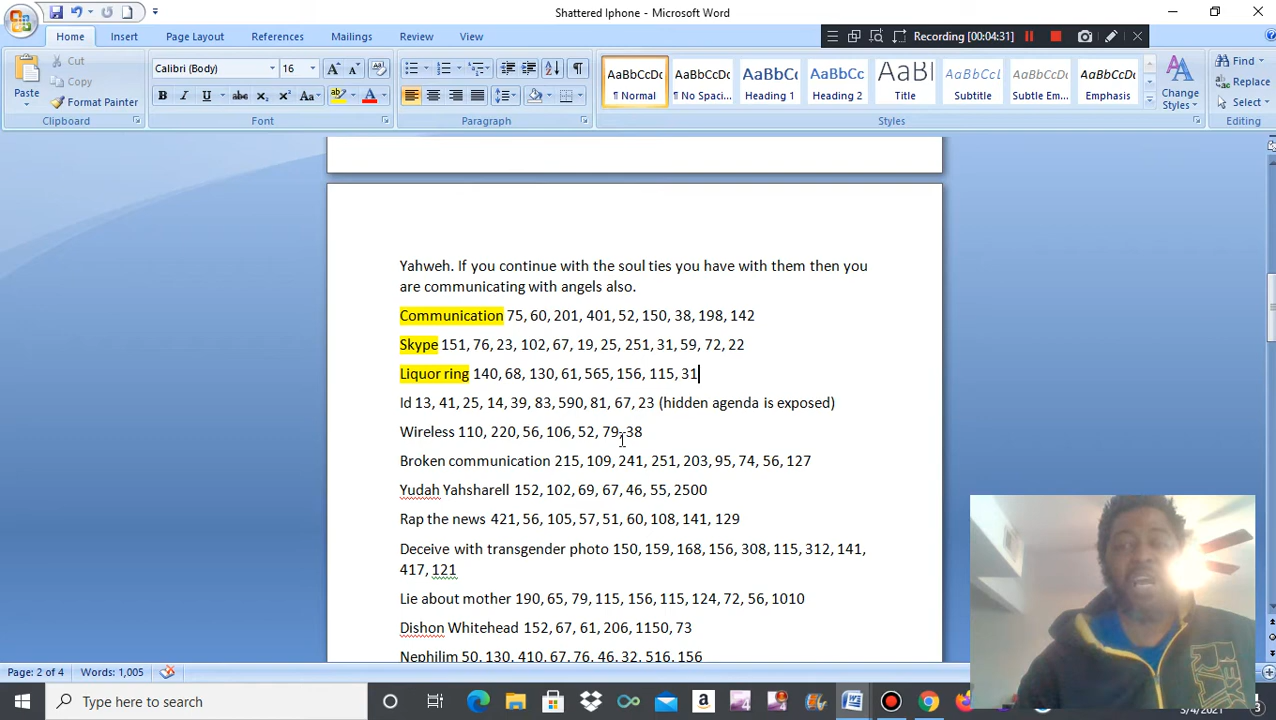 Shattered Iphone - Microsoft Word
Home Insert Page Layout References Mailings Review View
Recording [00:04:31]
Cut
Copy
Paste
Format Painter
Clipboard
Calibri (Body) 16
Font
Paragraph
AaBbCcDc AaBbCcDc AaBbCc AaBbCc AaBl AaBbCcL AaBbCcDc AaBbCcDc
¶ Normal ¶ No Spaci... Heading 1 Heading 2 Title Subtitle Subtle Em... Emphasis
Change Styles
Styles
Find
Replace
Select
Editing
Yahweh. If you continue with the soul ties you have with them then you
are communicating with angels also.
Communication 75, 60, 201, 401, 52, 150, 38, 198, 142
Skype 151, 76, 23, 102, 67, 19, 25, 251, 31, 59, 72, 22
Liquor ring 140, 68, 130, 61, 565, 156, 115, 31
Id 13, 41, 25, 14, 39, 83, 590, 81, 67, 23 (hidden agenda is exposed)
Wireless 110, 220, 56, 106, 52, 79, 38
Broken communication 215, 109, 241, 251, 203, 95, 74, 56, 127
Yudah Yahsharell 152, 102, 69, 67, 46, 55, 2500
Rap the news 421, 56, 105, 57, 51, 60, 108, 141, 129
Deceive with transgender photo 150, 159, 168, 156, 308, 115, 312, 141,
417, 121
Lie about mother 190, 65, 79, 115, 156, 115, 124, 72, 56, 1010
Dishon Whitehead 152, 67, 61, 206, 1150, 73
Nephilim 50, 130, 410, 67, 76, 46, 32, 516, 156
Page: 2 of 4 Words: 1,005
Type here to search
3/4/2021